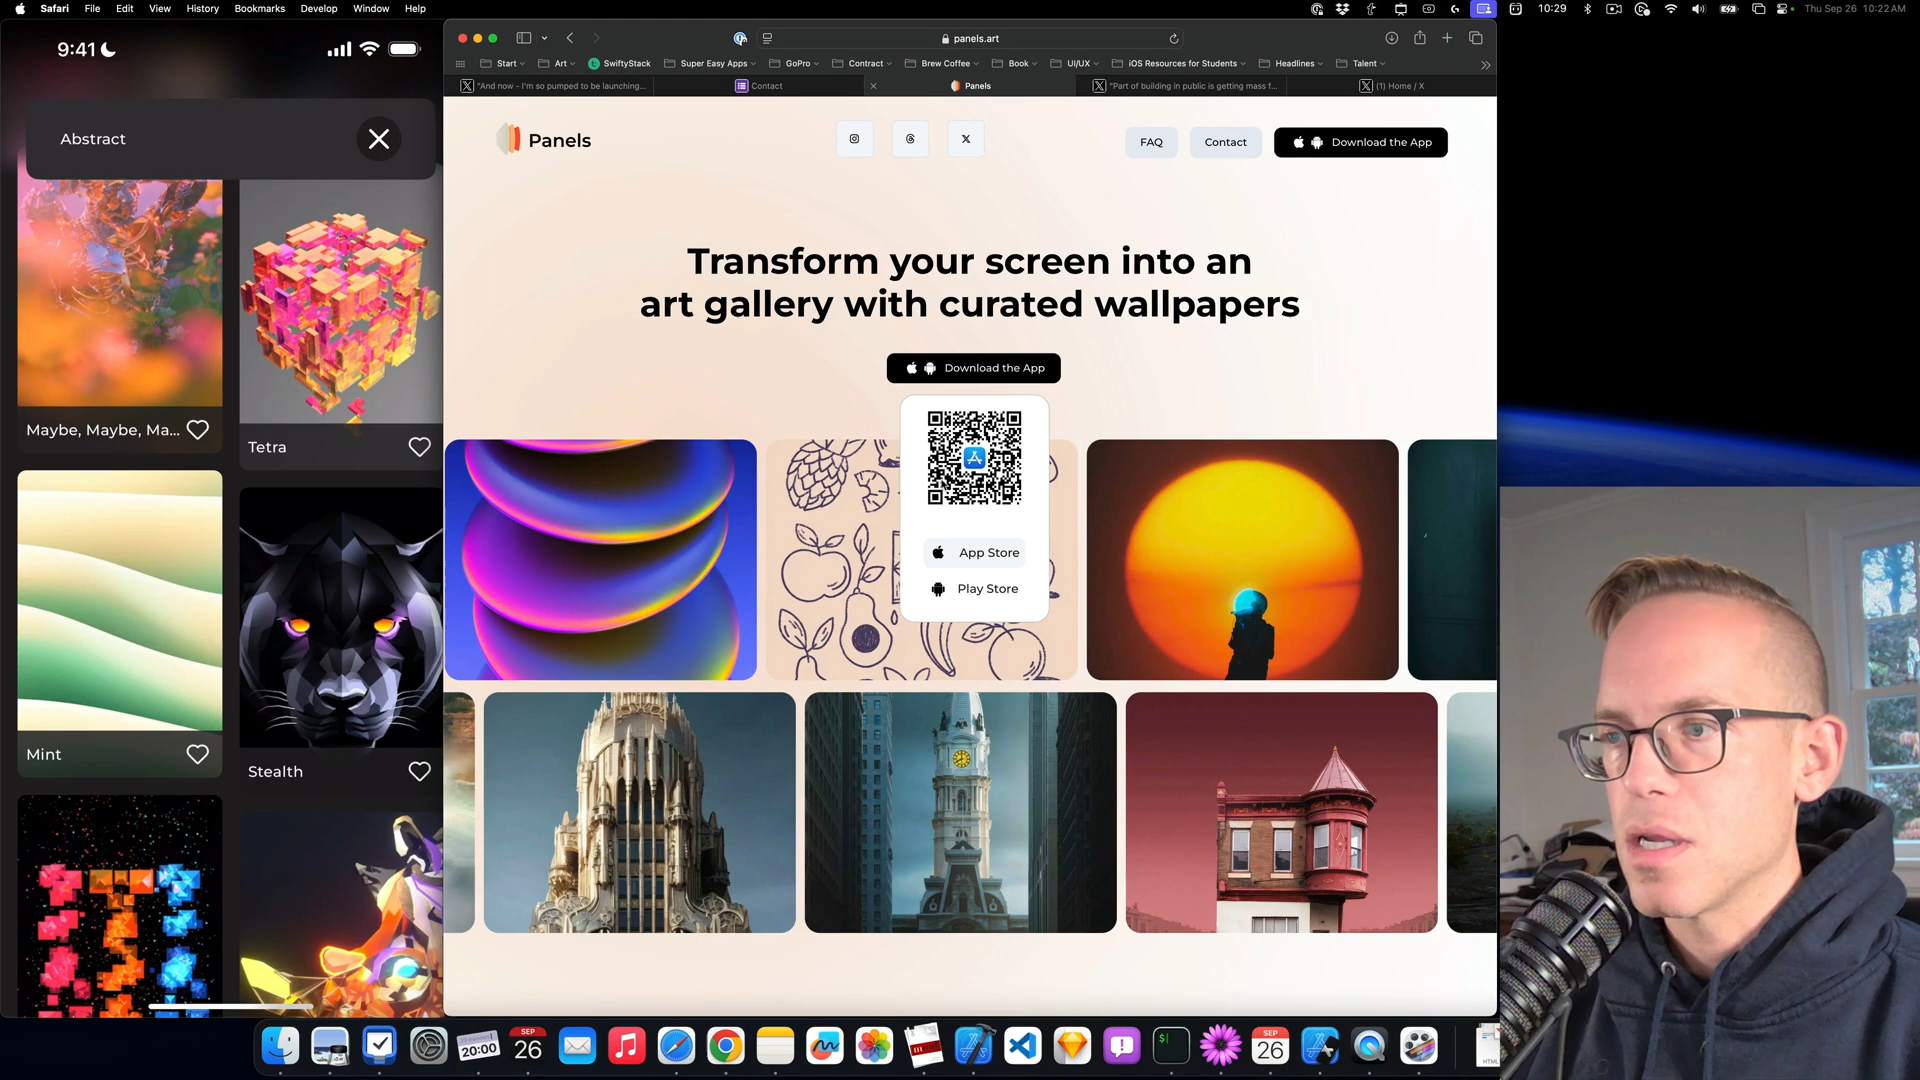 Safari File Edit View History Bookmarks Develop Window Help
10:29
Thu Sep 26 10:22 AM
9:41
Abstract
Maybe, Maybe, Ma...
Tetra
Mint
Stealth
panels.art
Start
Art
SwiftyStack
Super Easy Apps
GoPro
Contract
Brew Coffee
Book
UI/UX
iOS Resources for Students
Headlines
Talent
"And now - I'm so pumped to be launching...
Contact
Panels
"Part of building in public is getting mass f...
(1) Home / X
Panels
FAQ
Contact
Download the App
Transform your screen into an
art gallery with curated wallpapers
Download the App
App Store
Play Store
20:00
SEP
26
SEP
26
HTML